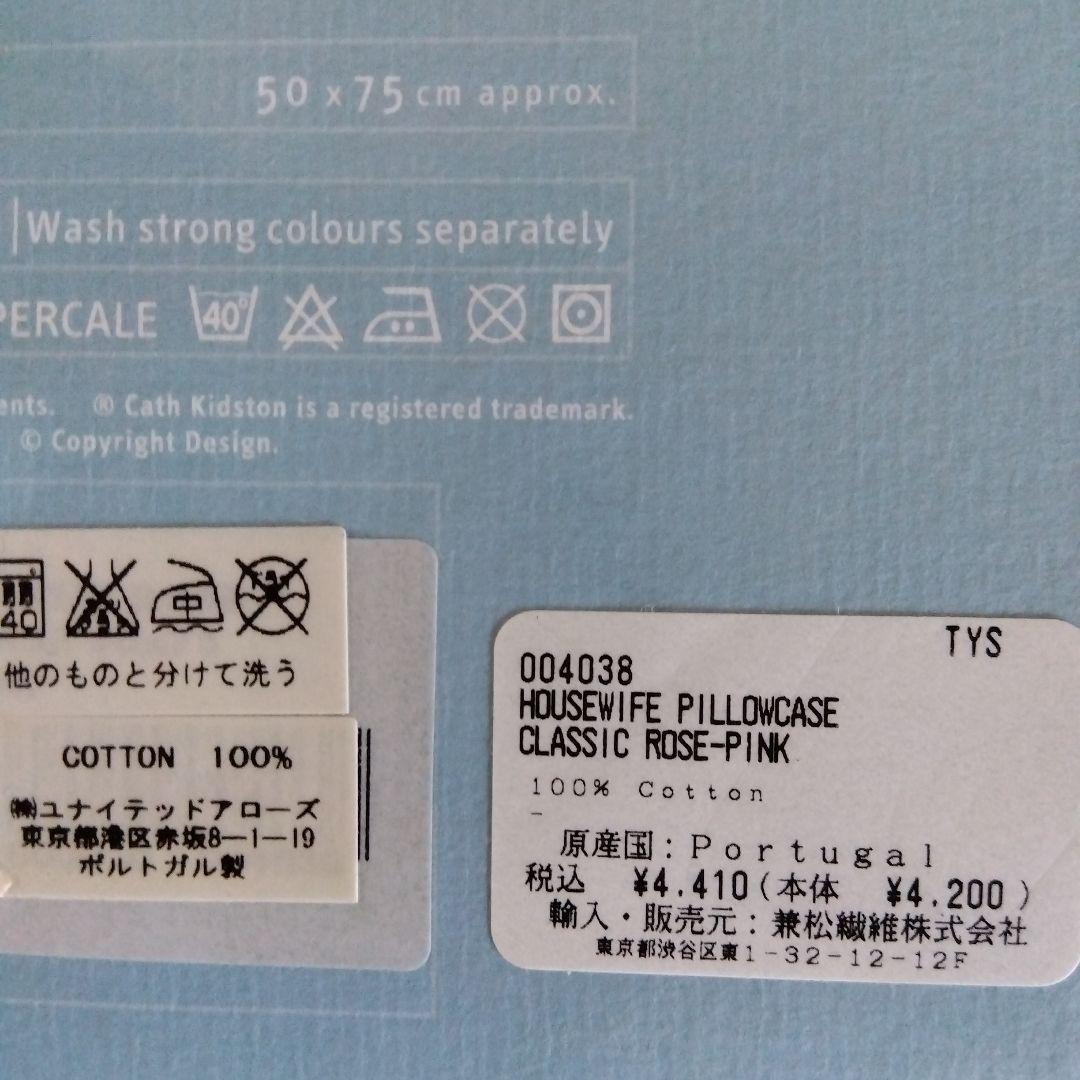 50 x 75 cm approx.
Wash strong colours separately
PERCALE 40°
ents. ® Cath Kidston is a registered trademark.
© Copyright Design.
40 中
他のものと分けて洗う
COTTON 100%
㈱ユナイテッドアローズ
東京都港区赤坂8-1-19
ポルトガル製
TYS
004038
HOUSEWIFE PILLOWCASE
CLASSIC ROSE-PINK
100% Cotton
-
原産国:Portugal
税込 ¥4.410(本体 ¥4.200)
輸入・販売元:兼松繊維株式会社
東京都渋谷区東1-32-12-12F